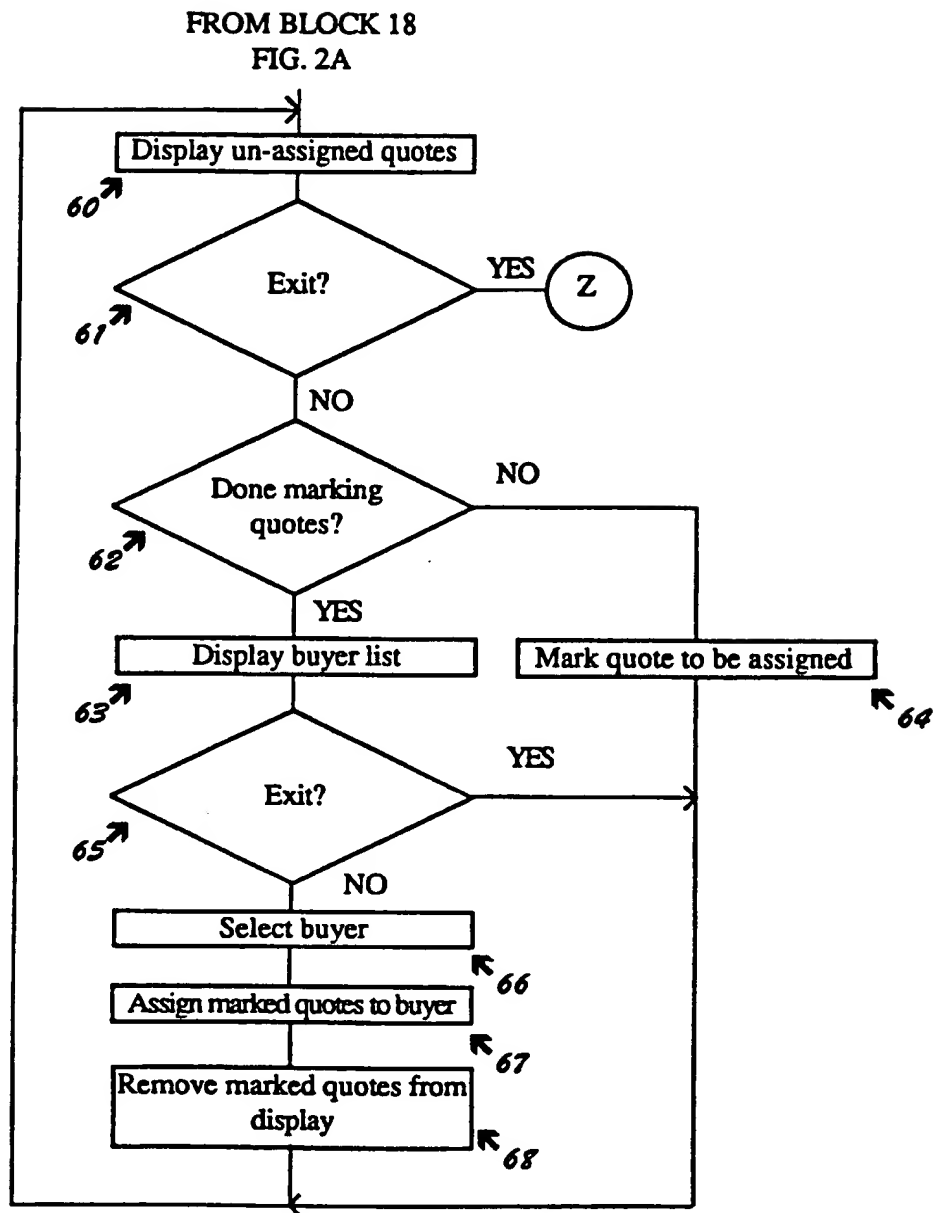 FROM BLOCK 18
FIG. 2A
Display un-assigned quotes
60
Exit?
YES
Z
61
NO
Done marking
quotes?
NO
62
YES
Display buyer list
Mark quote to be assigned
63
64
Exit?
YES
65
NO
Select buyer
66
Assign marked quotes to buyer
67
Remove marked quotes from
display
68